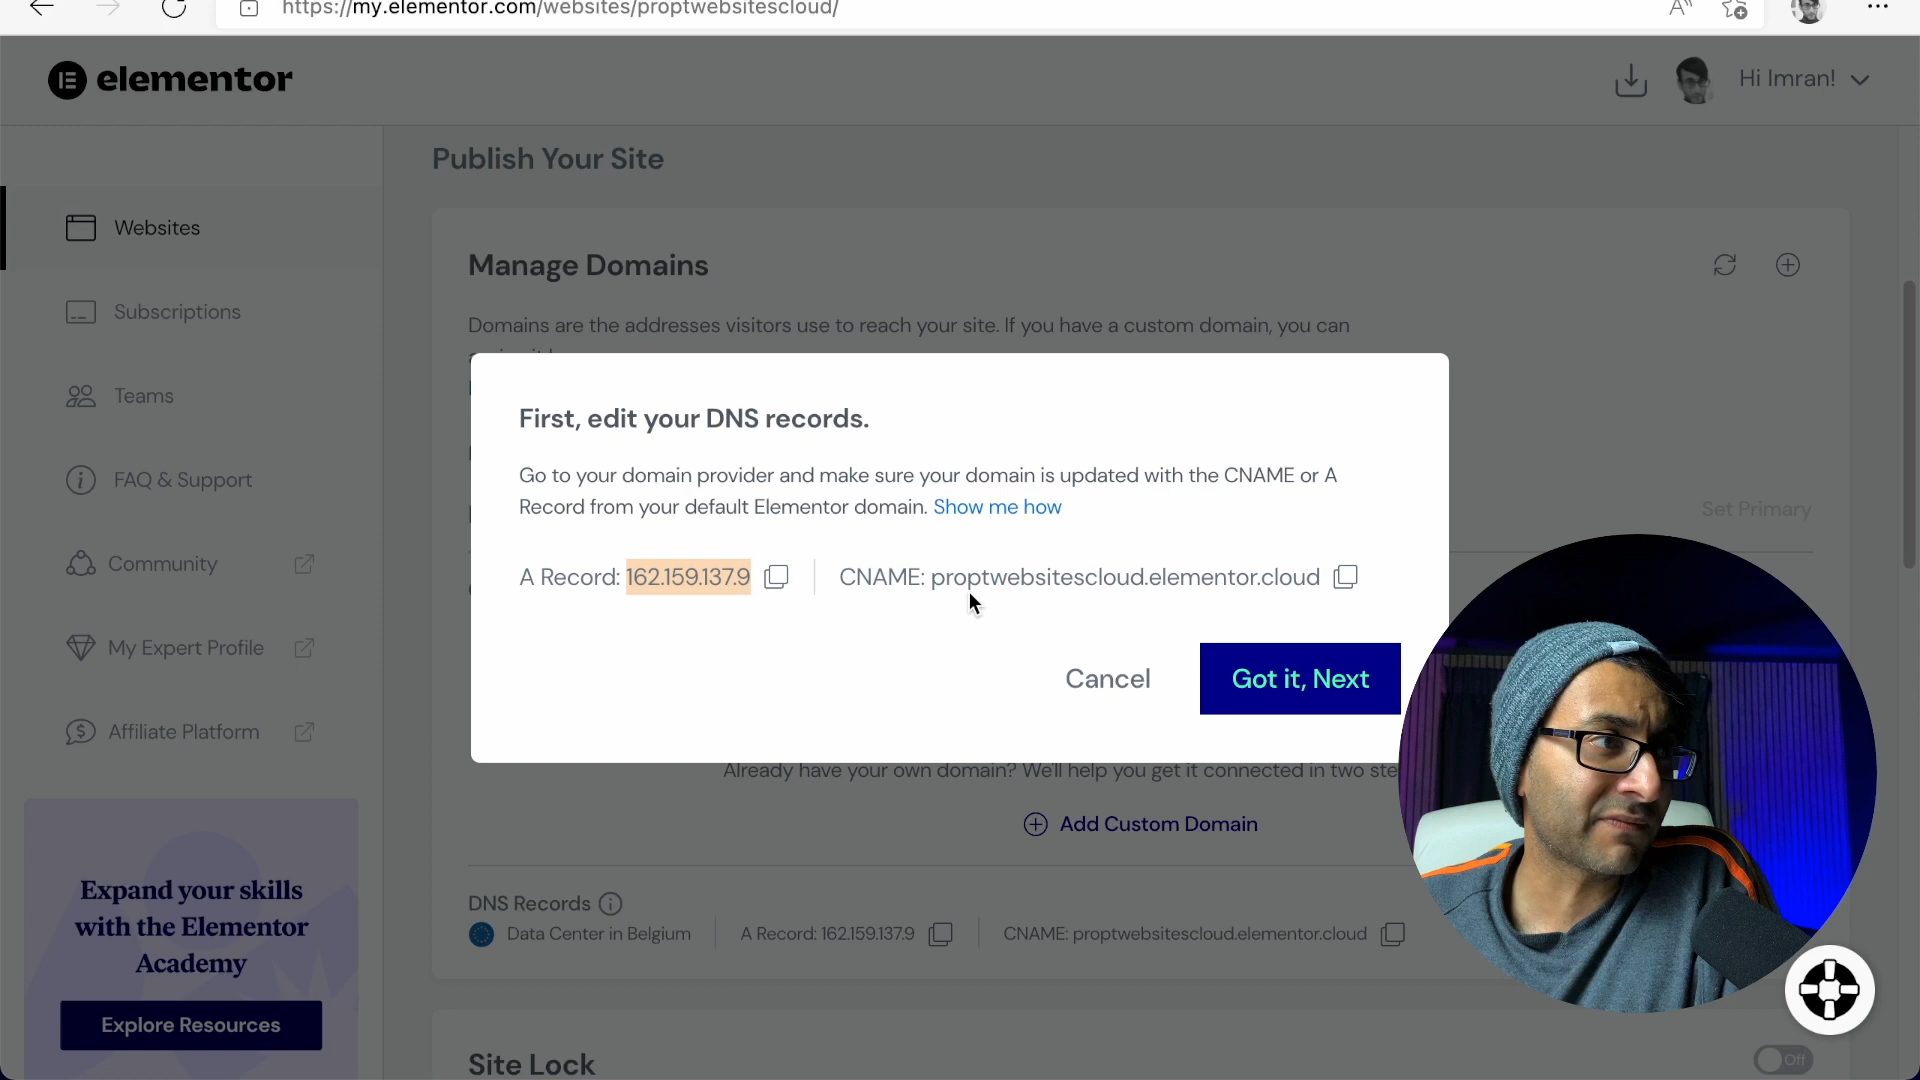 https://my.elementor.com/websites/proptwebsitescloud/
elementor
Hi Imran!
Websites
Subscriptions
Teams
FAQ & Support
Community
My Expert Profile
Affiliate Platform
Expand your skills
with the Elementor
Academy
Explore Resources
Publish Your Site
Manage Domains
Domains are the addresses visitors use to reach your site. If you have a custom domain, you can
Set Primary
First, edit your DNS records.
Go to your domain provider and make sure your domain is updated with the CNAME or A
Record from your default Elementor domain. Show me how
A Record: 162.159.137.9
CNAME: proptwebsitescloud.elementor.cloud
Cancel
Got it, Next
Already have your own domain? We'll help you get it connected in two
Add Custom Domain
DNS Records
Data Center in Belgium
A Record: 162.159.137.9
CNAME: proptwebsitescloud.elementor.cloud
Site Lock
Off